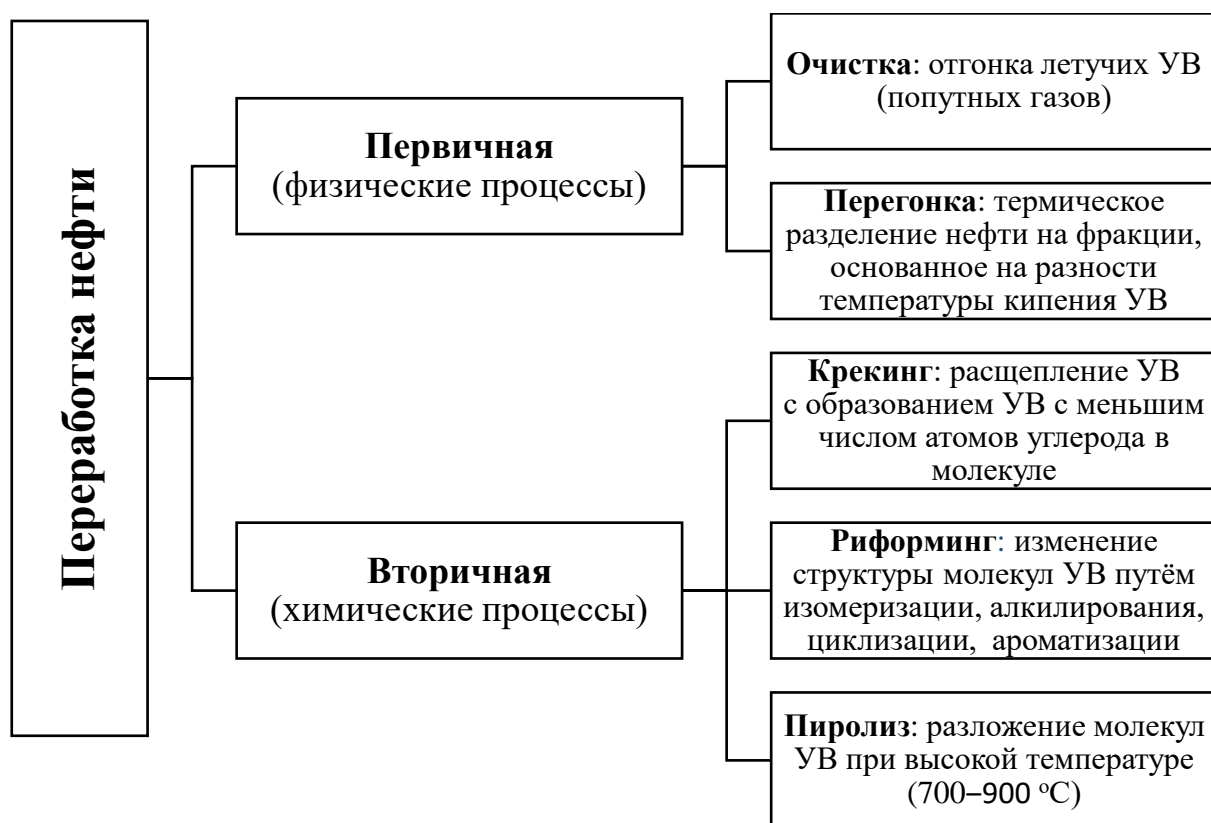 Переработка нефти
Первичная
(физические процессы)
Очистка: отгонка летучих УВ
(попутных газов)
Перегонка: термическое
разделение нефти на фракции,
основанное на разности
температуры кипения УВ
Вторичная
(химические процессы)
Крекинг: расщепление УВ
с образованием УВ с меньшим
числом атомов углерода в
молекуле
Риформинг: изменение
структуры молекул УВ путём
изомеризации, алкилирования,
циклизации, ароматизации
Пиролиз: разложение молекул
УВ при высокой температуре
(700–900 ºС)